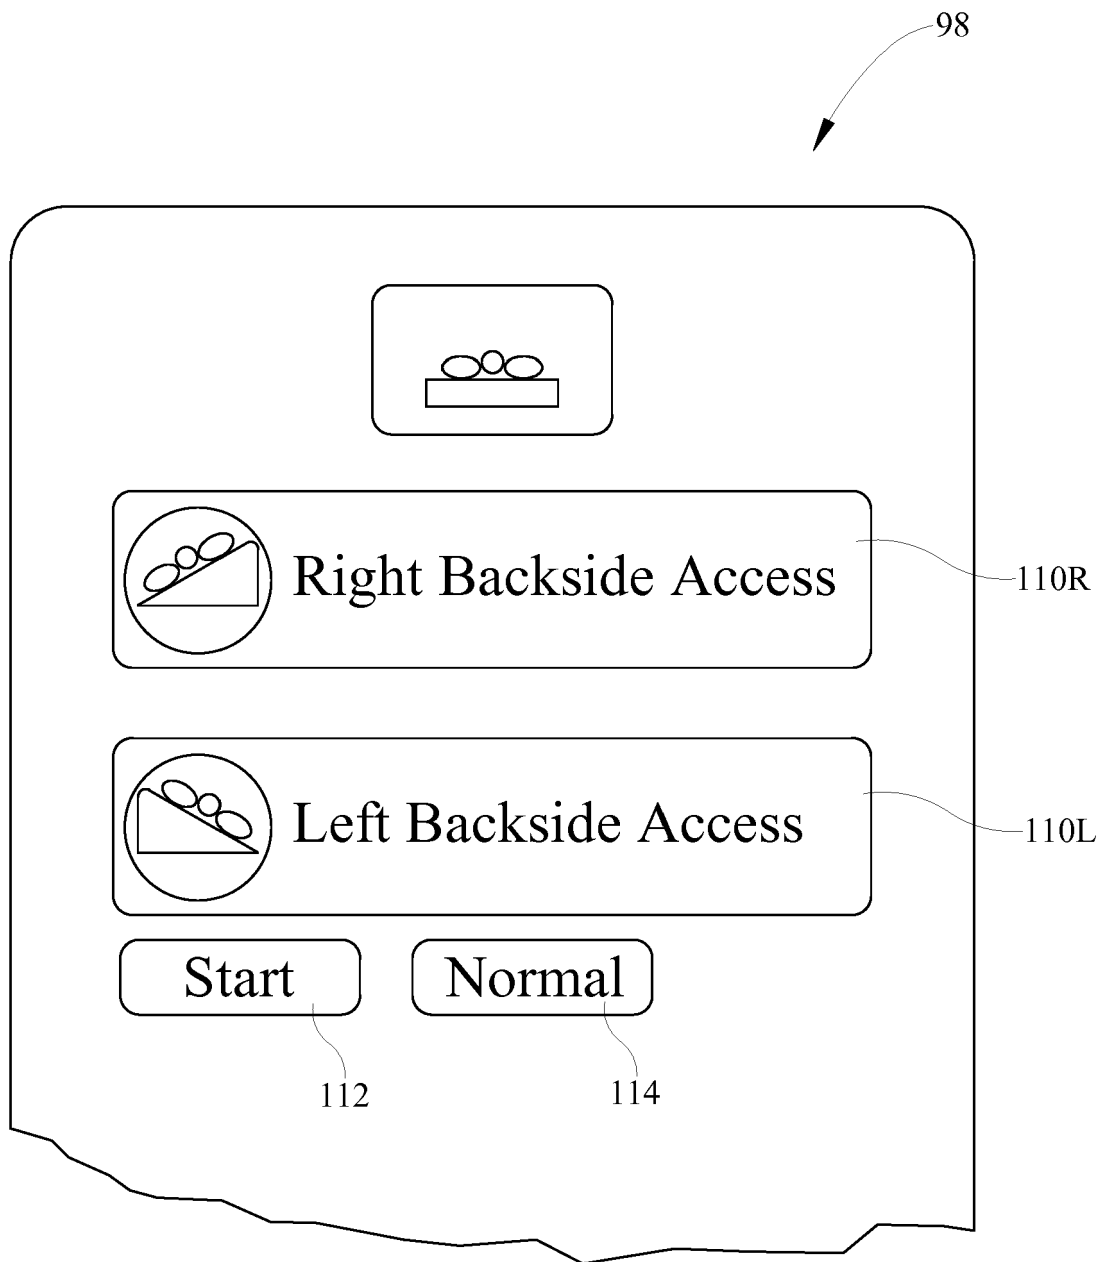 98
Right Backside Access
110R
Left Backside Access
110L
Start
Normal
112
114